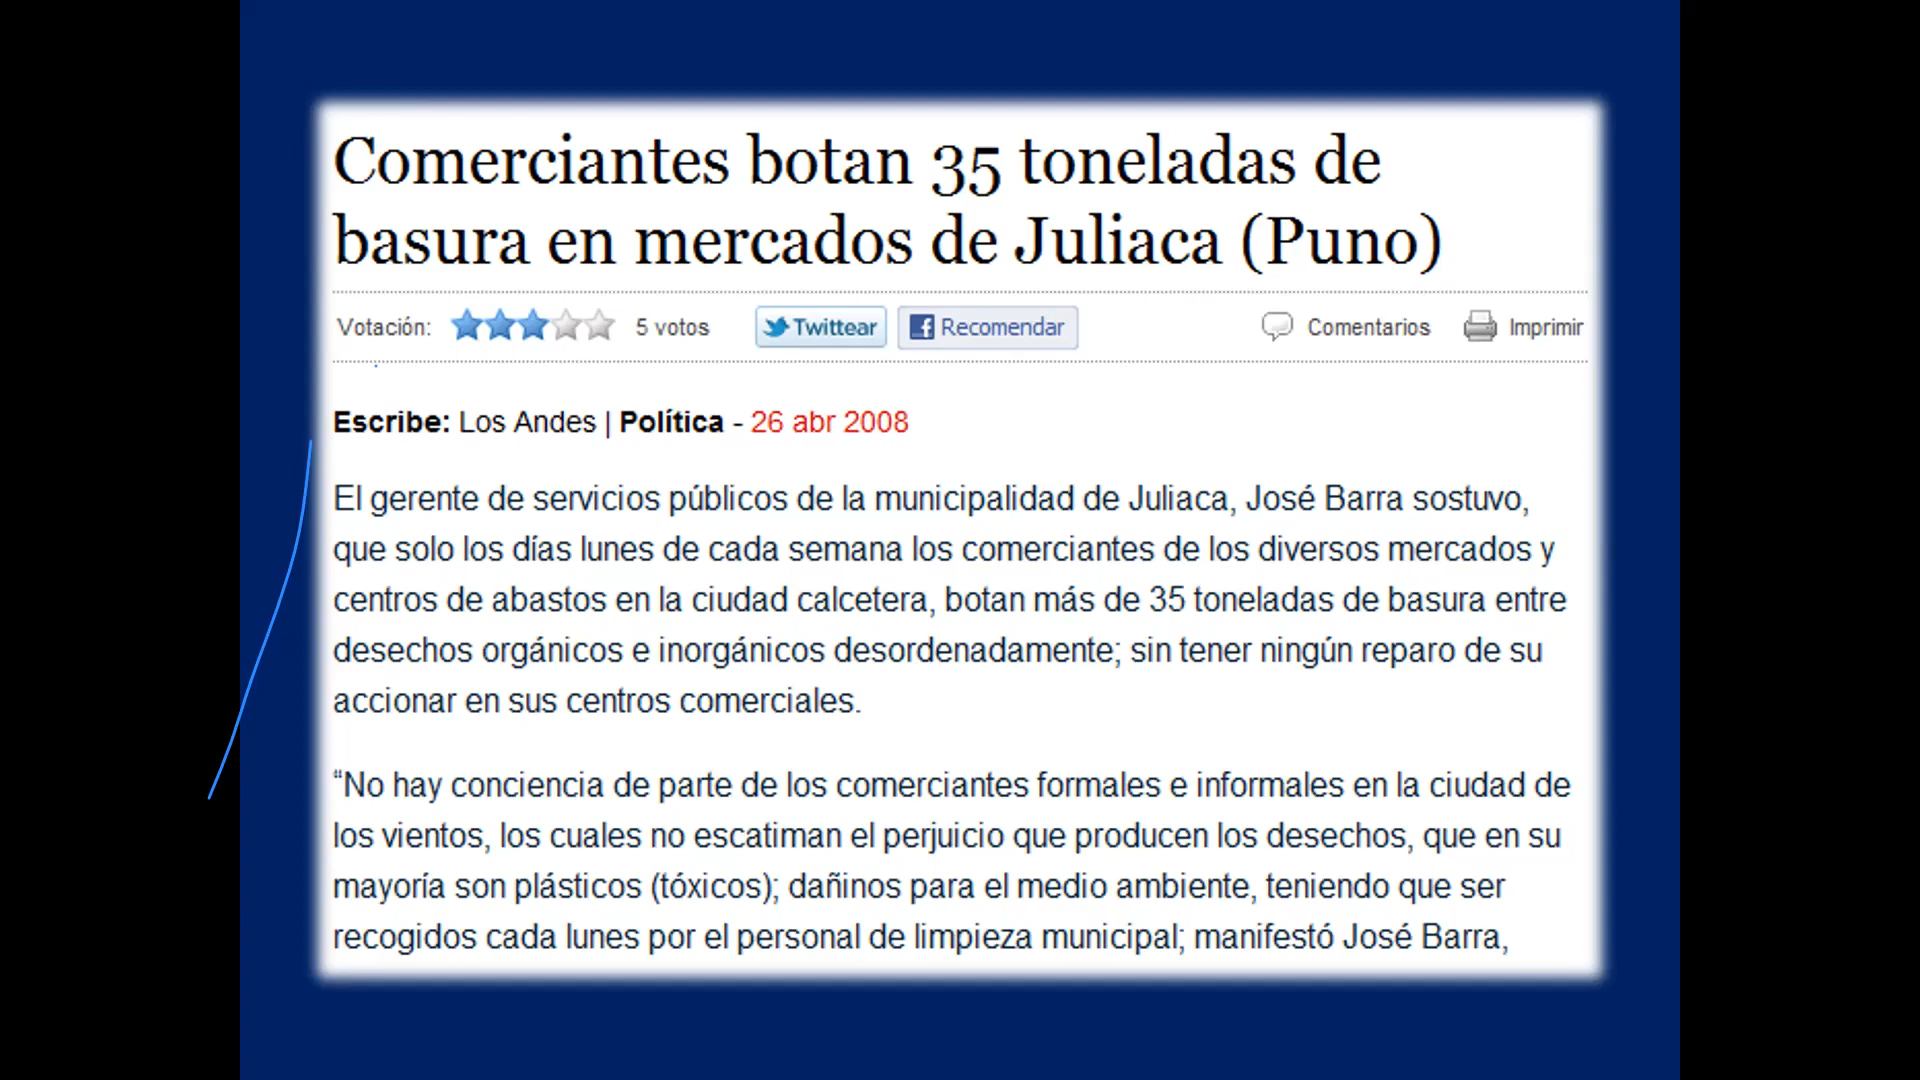 Comerciantes botan 35 toneladas de
basura en mercados de Juliaca (Puno)
Votación: 5 votos Twittear Recomendar Comentarios Imprimir
Escribe: Los Andes | Política - 26 abr 2008
El gerente de servicios públicos de la municipalidad de Juliaca, José Barra sostuvo,
que solo los días lunes de cada semana los comerciantes de los diversos mercados y
centros de abastos en la ciudad calcetera, botan más de 35 toneladas de basura entre
desechos orgánicos e inorgánicos desordenadamente; sin tener ningún reparo de su
accionar en sus centros comerciales.
“No hay conciencia de parte de los comerciantes formales e informales en la ciudad de
los vientos, los cuales no escatiman el perjuicio que producen los desechos, que en su
mayoría son plásticos (tóxicos); dañinos para el medio ambiente, teniendo que ser
recogidos cada lunes por el personal de limpieza municipal; manifestó José Barra,